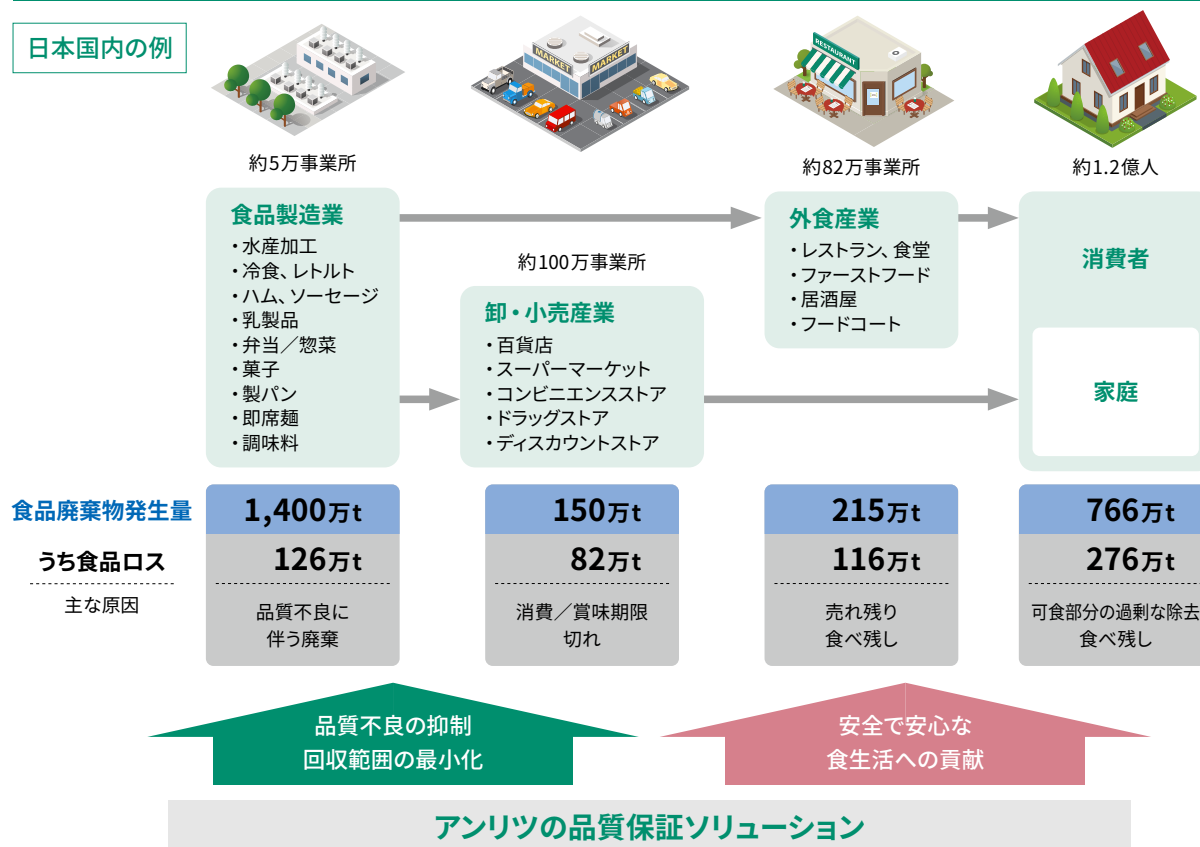 日本国内の例
MARKET
MARKET
RESTAURANT
約5万事業所
約82万事業所
約1.2億人
食品製造業
・水産加工
・冷食、レトルト
・ハム、ソーセージ
・乳製品
・弁当／惣菜
・菓子
・製パン
・即席麺
・調味料
約100万事業所
卸・小売産業
・百貨店
・スーパーマーケット
・コンビニエンスストア
・ドラッグストア
・ディスカウントストア
外食産業
・レストラン、食堂
・ファーストフード
・居酒屋
・フードコート
消費者
家庭
食品廃棄物発生量
1,400万t
150万t
215万t
766万t
うち食品ロス
126万t
82万t
116万t
276万t
主な原因
品質不良に
伴う廃棄
消費／賞味期限
切れ
売れ残り
食べ残し
可食部分の過剰な除去
食べ残し
品質不良の抑制
回収範囲の最小化
安全で安心な
食生活への貢献
アンリツの品質保証ソリューション